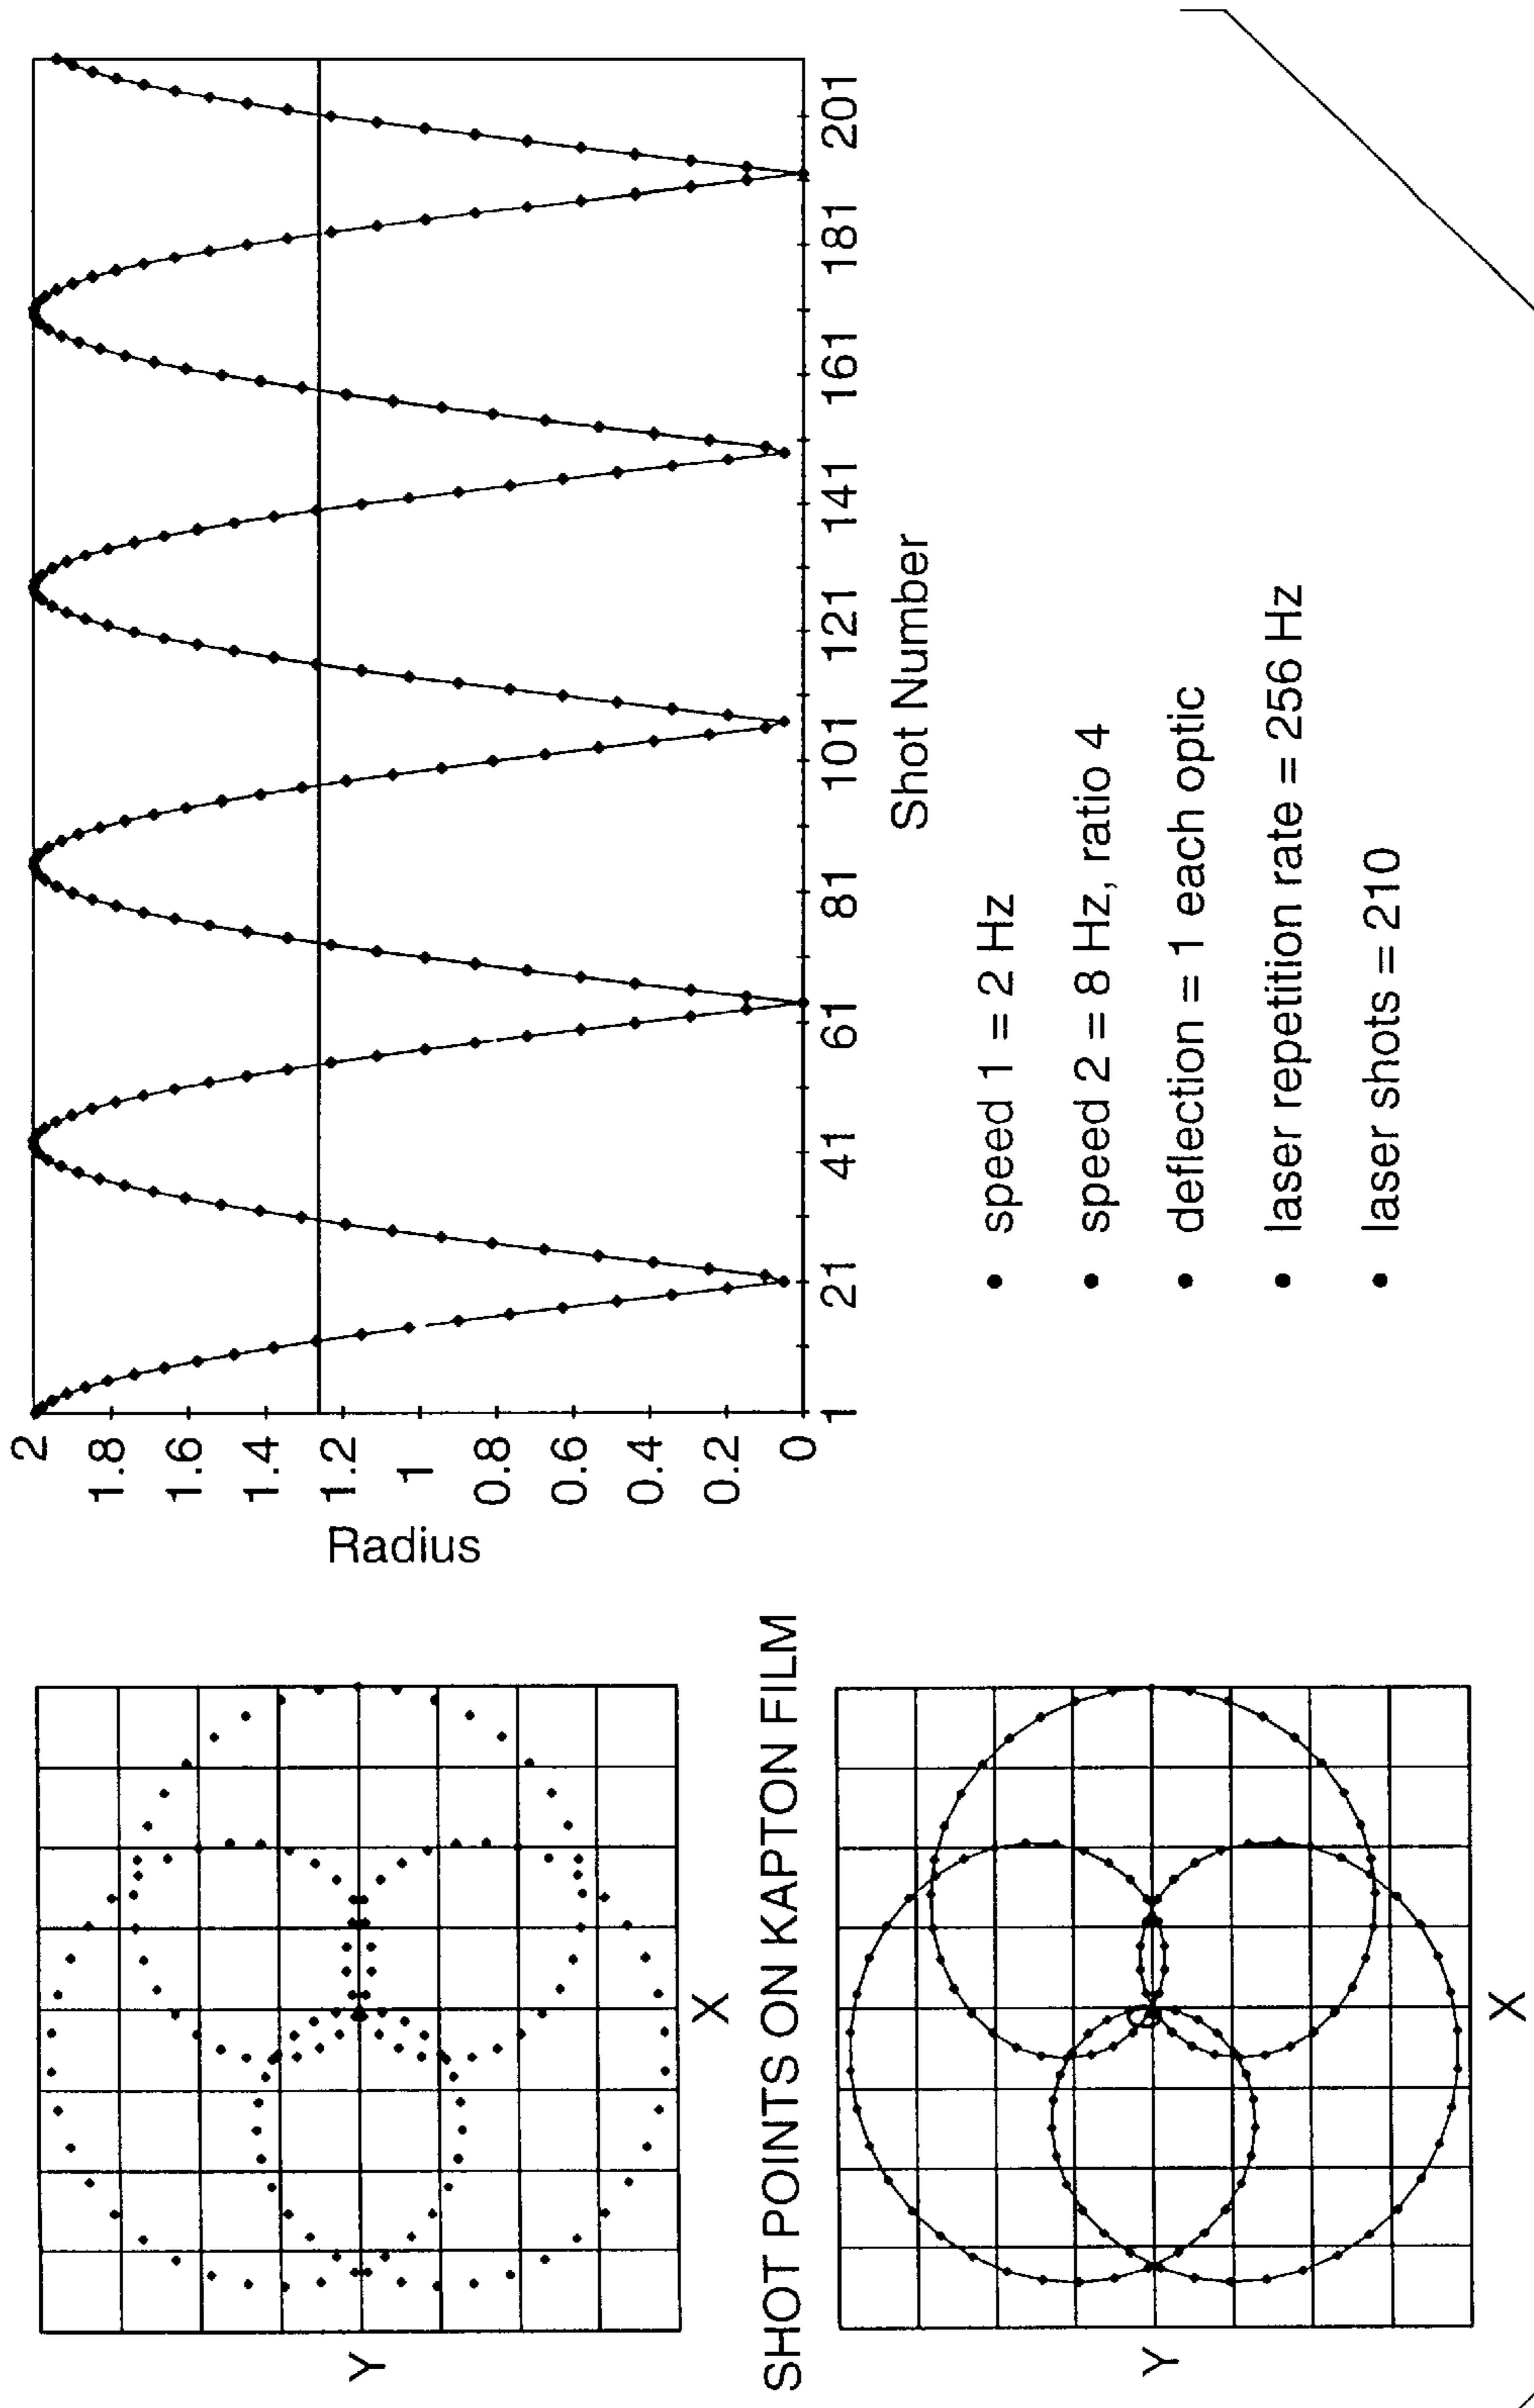 Y
X
SHOT POINTS ON KAPTON FILM
Y
X
Radius
2
1.8
1.6
1.4
1.2
1
0.8
0.6
0.4
0.2
0
1 21 41 61 81 101 121 141 161 181 201
Shot Number
• speed 1 = 2 Hz
• speed 2 = 8 Hz, ratio 4
• deflection = 1 each optic
• laser repetition rate = 256 Hz
• laser shots = 210